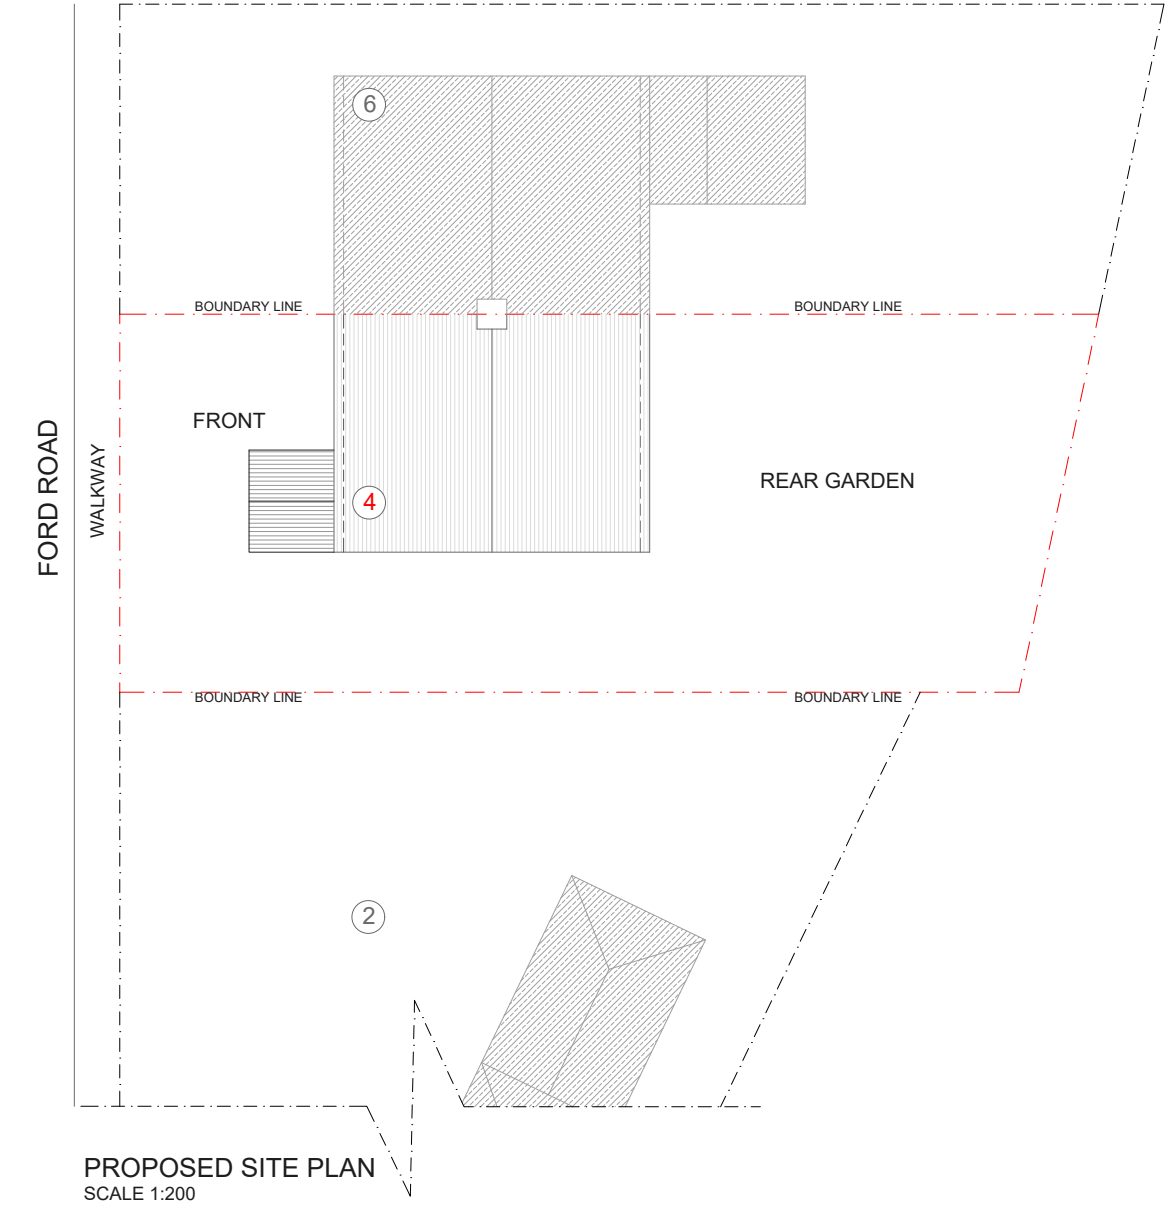 6
BOUNDARY LINE
BOUNDARY LINE
FRONT
FORD ROAD
WALKWAY
REAR GARDEN
4
BOUNDARY LINE
BOUNDARY LINE
2
PROPOSED SITE PLAN
SCALE 1:200